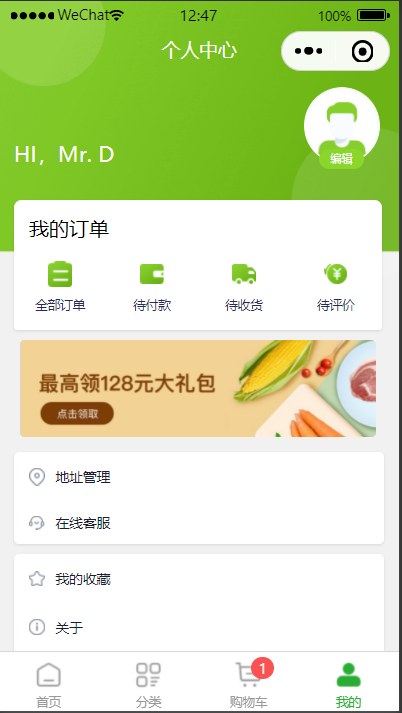 WeChat 12:47 100%
个人中心
HI，Mr. D
编辑
我的订单
全部订单 待付款 待收货 待评价
最高领128元大礼包
点击领取
地址管理
在线客服
我的收藏
关于
1
首页 分类 购物车 我的